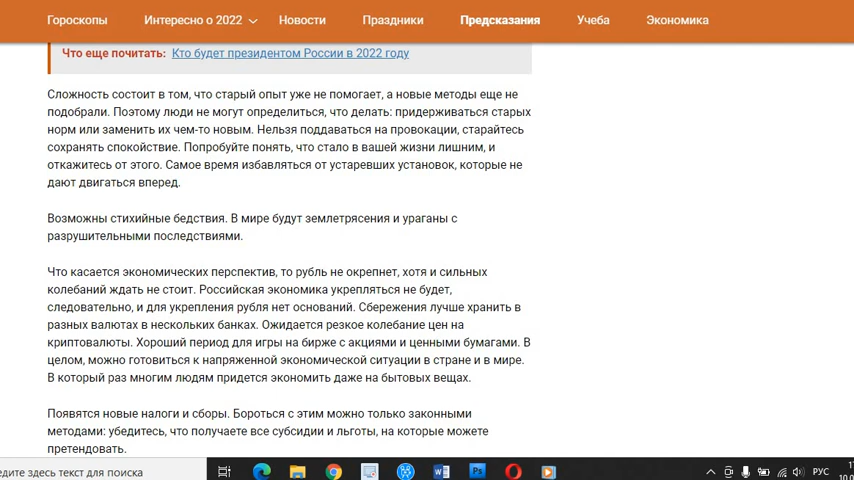 Гороскопы Интересно о 2022 Новости Праздники Предсказания Учеба Экономика
Что еще почитать: Кто будет президентом России в 2022 году
Сложность состоит в том, что старый опыт уже не помогает, а новые методы еще не
подобрали. Поэтому люди не могут определиться, что делать: придерживаться старых
норм или заменить их чем-то новым. Нельзя поддаваться на провокации, старайтесь
сохранять спокойствие. Попробуйте понять, что стало в вашей жизни лишним, и
откажитесь от этого. Самое время избавляться от устаревших установок, которые не
дают двигаться вперед.
Возможны стихийные бедствия. В мире будут землетрясения и ураганы с
разрушительными последствиями.
Что касается экономических перспектив, то рубль не окрепнет, хотя и сильных
колебаний ждать не стоит. Российская экономика укрепляться не будет,
следовательно, и для укрепления рубля нет оснований. Сбережения лучше хранить в
разных валютах в нескольких банках. Ожидается резкое колебание цен на
криптовалюты. Хороший период для игры на бирже с акциями и ценными бумагами. В
целом, можно готовиться к напряженной экономической ситуации в стране и в мире.
В который раз многим людям придется экономить даже на бытовых вещах.
Появятся новые налоги и сборы. Бороться с этим можно только законными
методами: убедитесь, что получаете все субсидии и льготы, на которые можете
претендовать.
едите здесь текст для поиска W Ps РУС